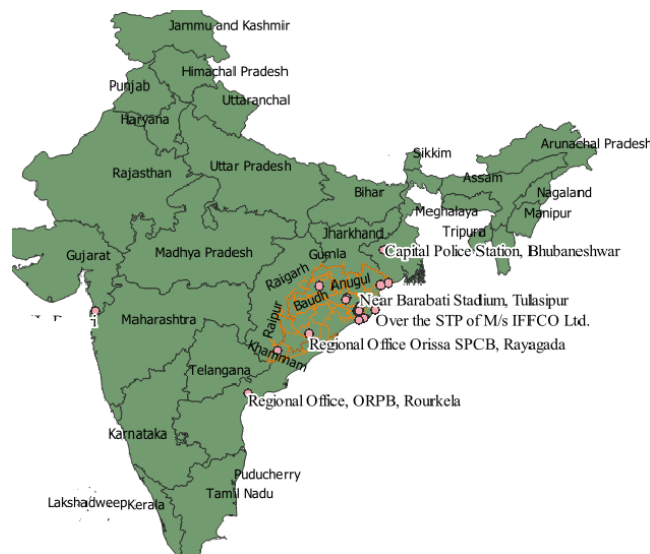 Jammu and Kashmir
Himachal Pradesh
Punjab
Uttaranchal
Haryana
Arunachal Pradesh
Sikkim
Rajasthan
Uttar Pradesh
Assam
Bihar
Nagaland
Meghalaya
Manipur
Tripura
Jharkhand
Gujarat
Madhya Pradesh
Gumla
Capital Police Station, Bhubaneshwar
Raigarh
Anugul
Baudh
Near Barabati Stadium, Tulasipur
Raipur
Maharashtra
Over the STP of M/s IFFCO Ltd.
Regional Office Orissa SPCB, Rayagada
Khammam
Telangana
Regional Office, ORPB, Rourkela
Karnataka
Puducherry
Tamil Nadu
Lakshadweep
Kerala